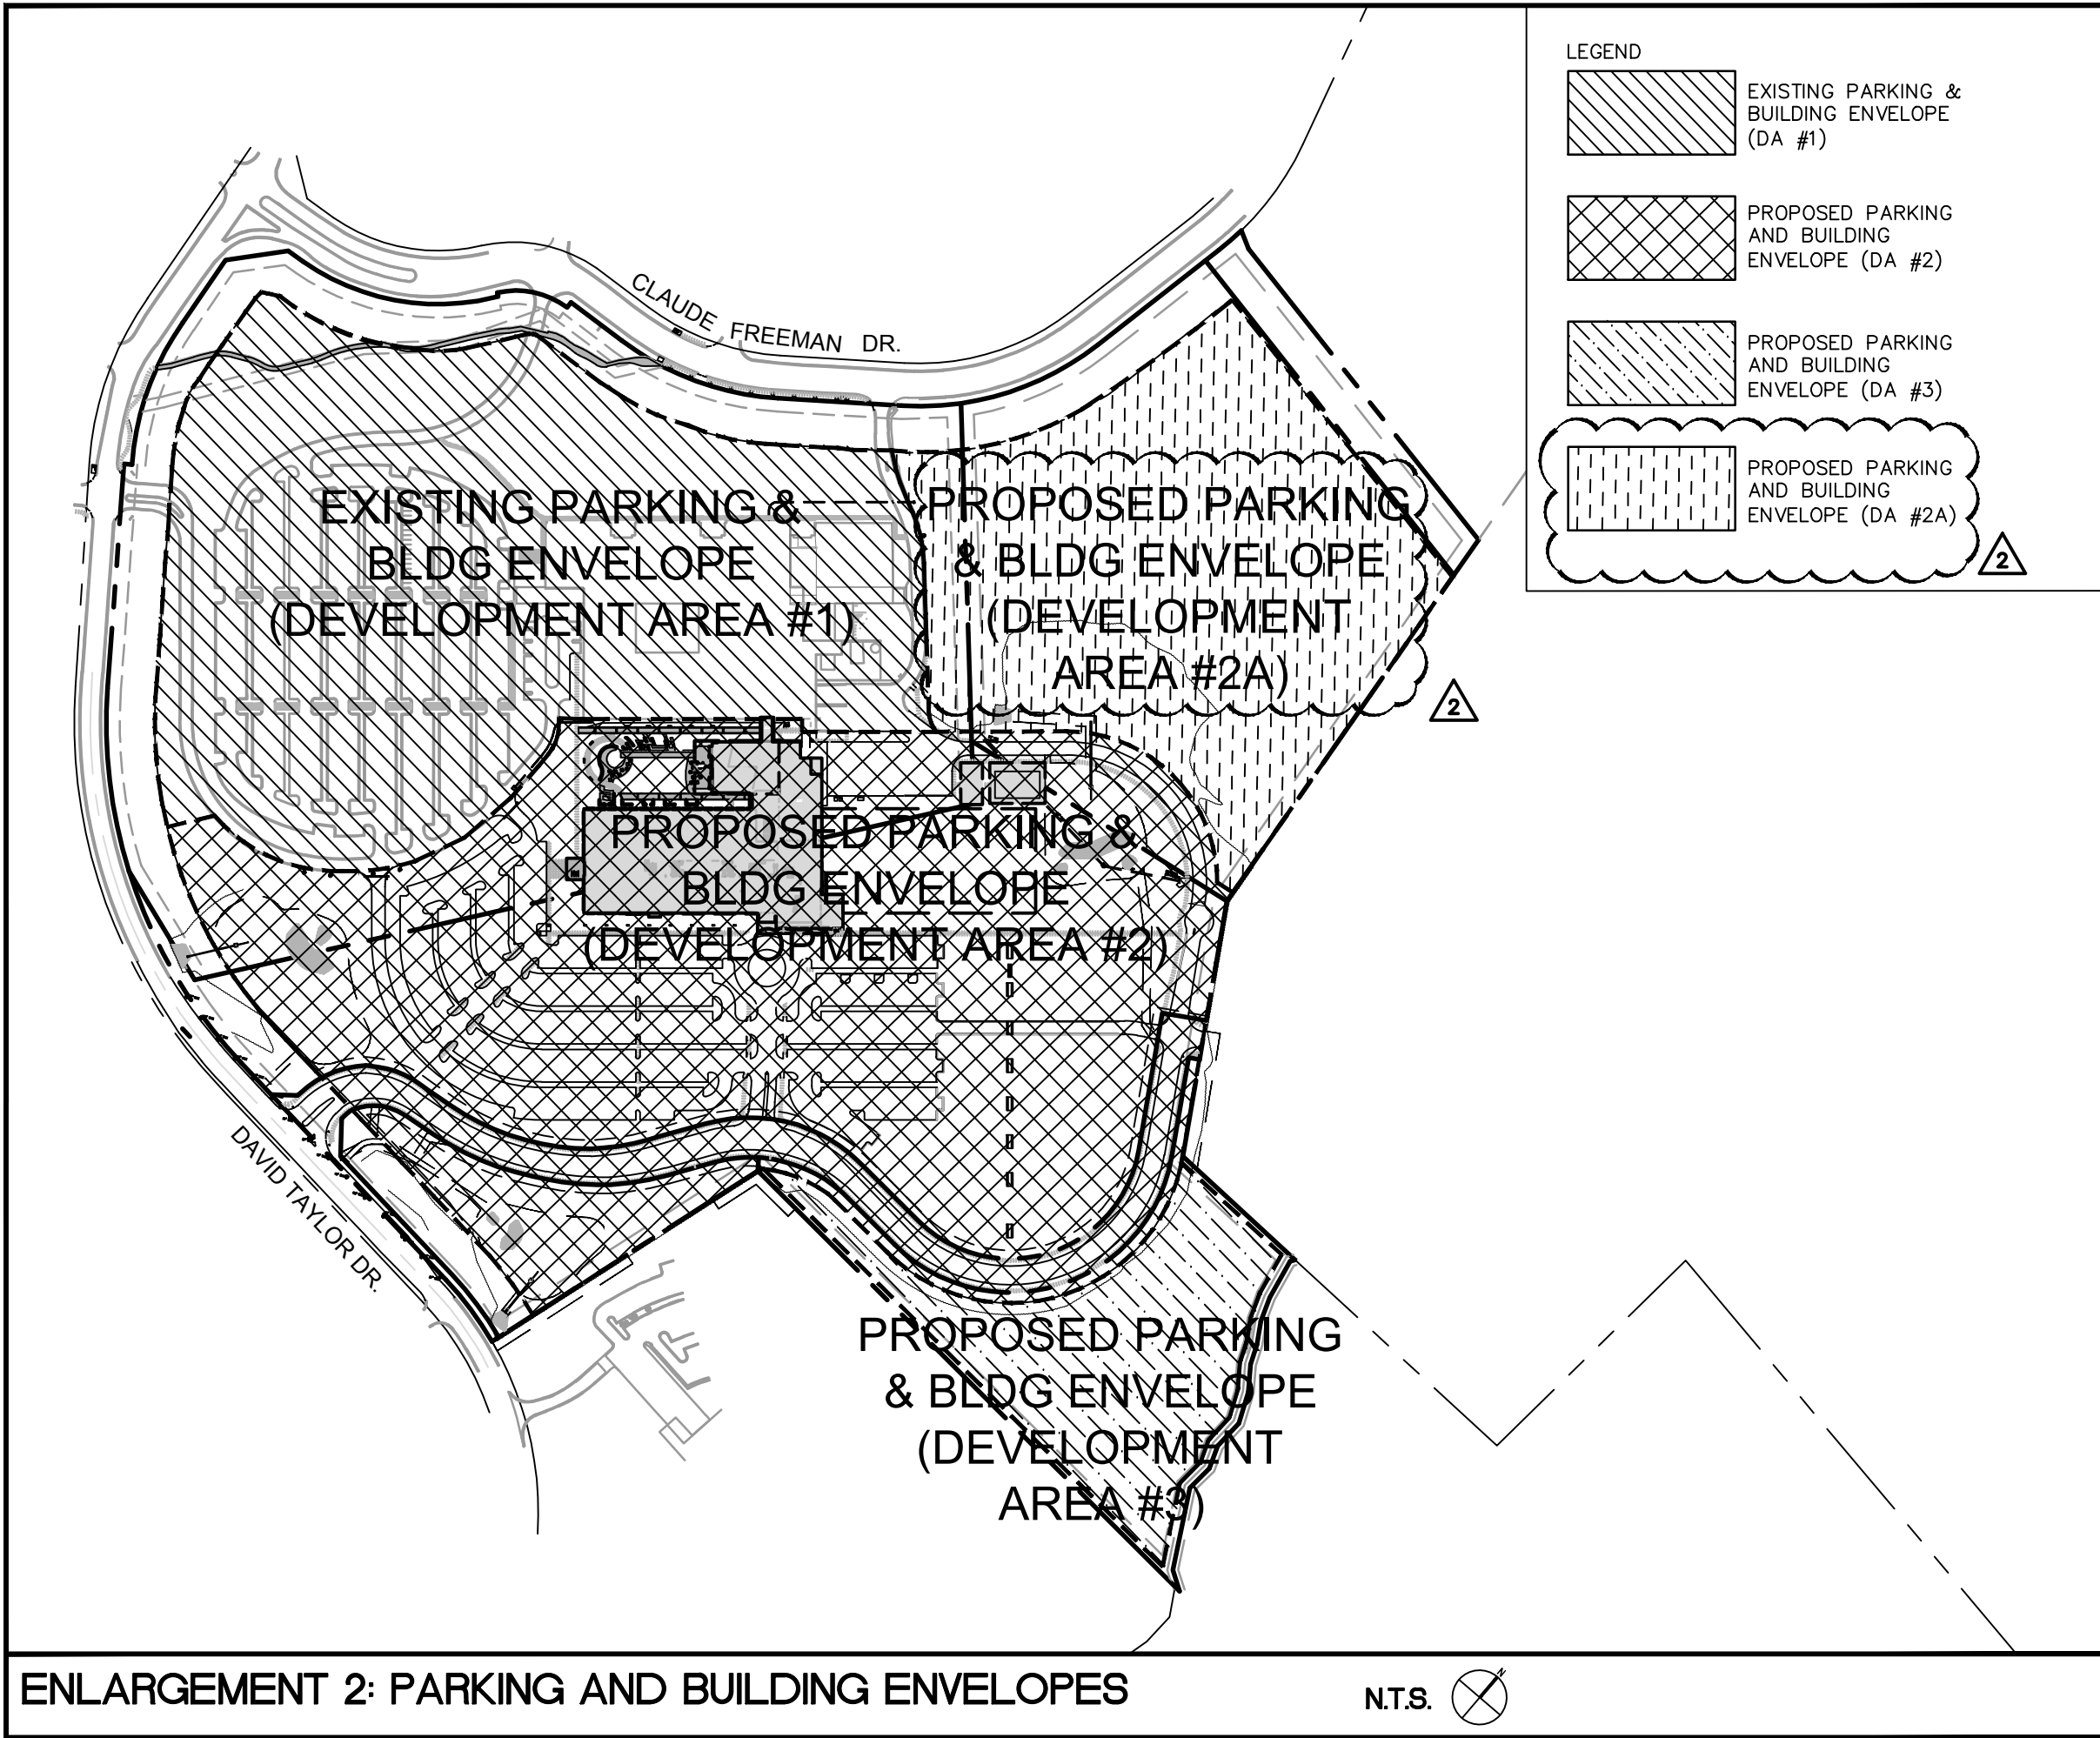 LEGEND
EXISTING PARKING &
BUILDING ENVELOPE
(DA #1)
PROPOSED PARKING
AND BUILDING
ENVELOPE (DA #2)
PROPOSED PARKING
AND BUILDING
ENVELOPE (DA #3)
PROPOSED PARKING
AND BUILDING
ENVELOPE (DA #2A)
2
CLAUDE FREEMAN DR.
EXISTING PARKING &
BLDG ENVELOPE
(DEVELOPMENT AREA #1)
PROPOSED PARKING
& BLDG ENVELOPE
(DEVELOPMENT
AREA #2A)
2
PROPOSED PARKING &
BLDG ENVELOPE
(DEVELOPMENT AREA #2)
DAVID TAYLOR DR.
PROPOSED PARKING
& BLDG ENVELOPE
(DEVELOPMENT
AREA #3)
ENLARGEMENT 2: PARKING AND BUILDING ENVELOPES
N.T.S.
N